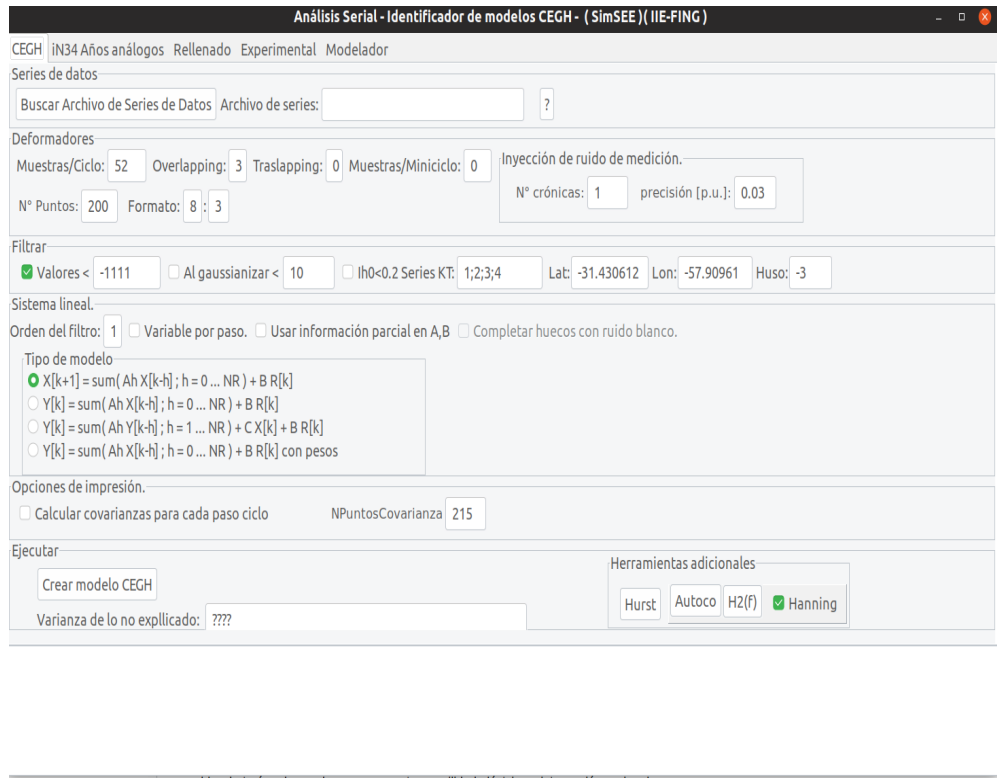 Análisis Serial - Identificador de modelos CEGH - ( SimSEE )( IIE-FING )
CEGH iN34 Años análogos Rellenado Experimental Modelador
Series de datos
Buscar Archivo de Series de Datos Archivo de series: ?
Deformadores
Muestras/Ciclo: 52 Overlapping: 3 Traslapping: 0 Muestras/Miniciclo: 0
Inyección de ruido de medición.
N° crónicas: 1 precisión [p.u.]: 0.03
N° Puntos: 200 Formato: 8 : 3
Filtrar
Valores < -1111 Al gaussianizar < 10 Ih0<0.2 Series KT: 1;2;3;4 Lat: -31.430612 Lon: -57.90961 Huso: -3
Sistema lineal.
Orden del filtro: 1 Variable por paso. Usar información parcial en A,B Completar huecos con ruido blanco.
Tipo de modelo
X[k+1] = sum( Ah X[k-h] ; h = 0 ... NR ) + B R[k]
Y[k] = sum( Ah X[k-h] ; h = 0 ... NR ) + B R[k]
Y[k] = sum( Ah Y[k-h] ; h = 1 ... NR ) + C X[k] + B R[k]
Y[k] = sum( Ah X[k-h] ; h = 0 ... NR ) + B R[k] con pesos
Opciones de impresión.
Calcular covarianzas para cada paso ciclo NPuntosCovarianza 215
Ejecutar
Crear modelo CEGH
Varianza de lo no expllicado: ????
Herramientas adicionales
Hurst Autoco H2(f) Hanning